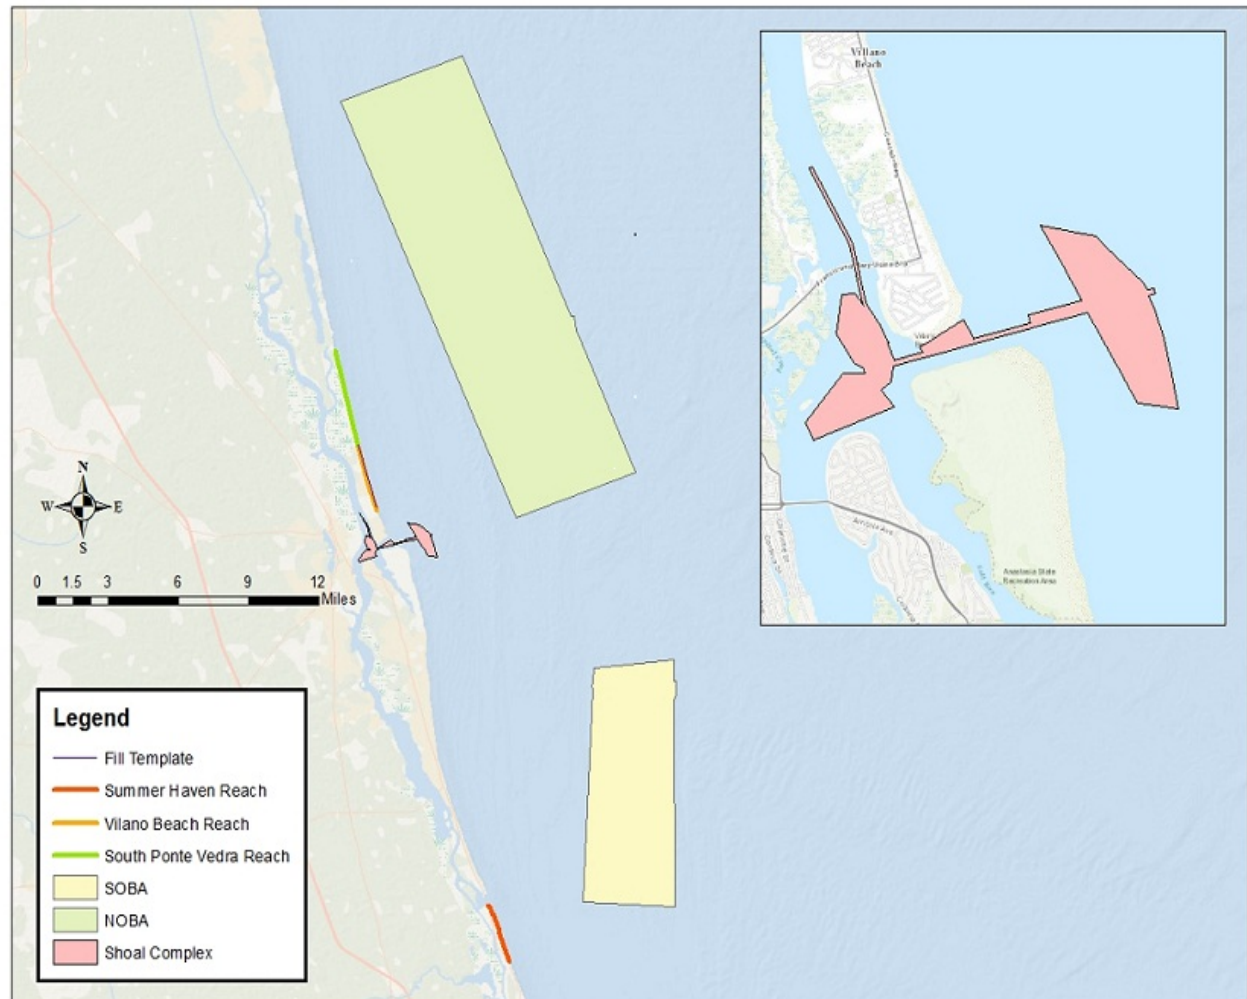 Villano
Beach
N
W
E
S
0 1.5 3 6 9 12
Miles
Anastasia State
Recreation Area
Legend
Fill Template
Summer Haven Reach
Vilano Beach Reach
South Ponte Vedra Reach
SOBA
NOBA
Shoal Complex